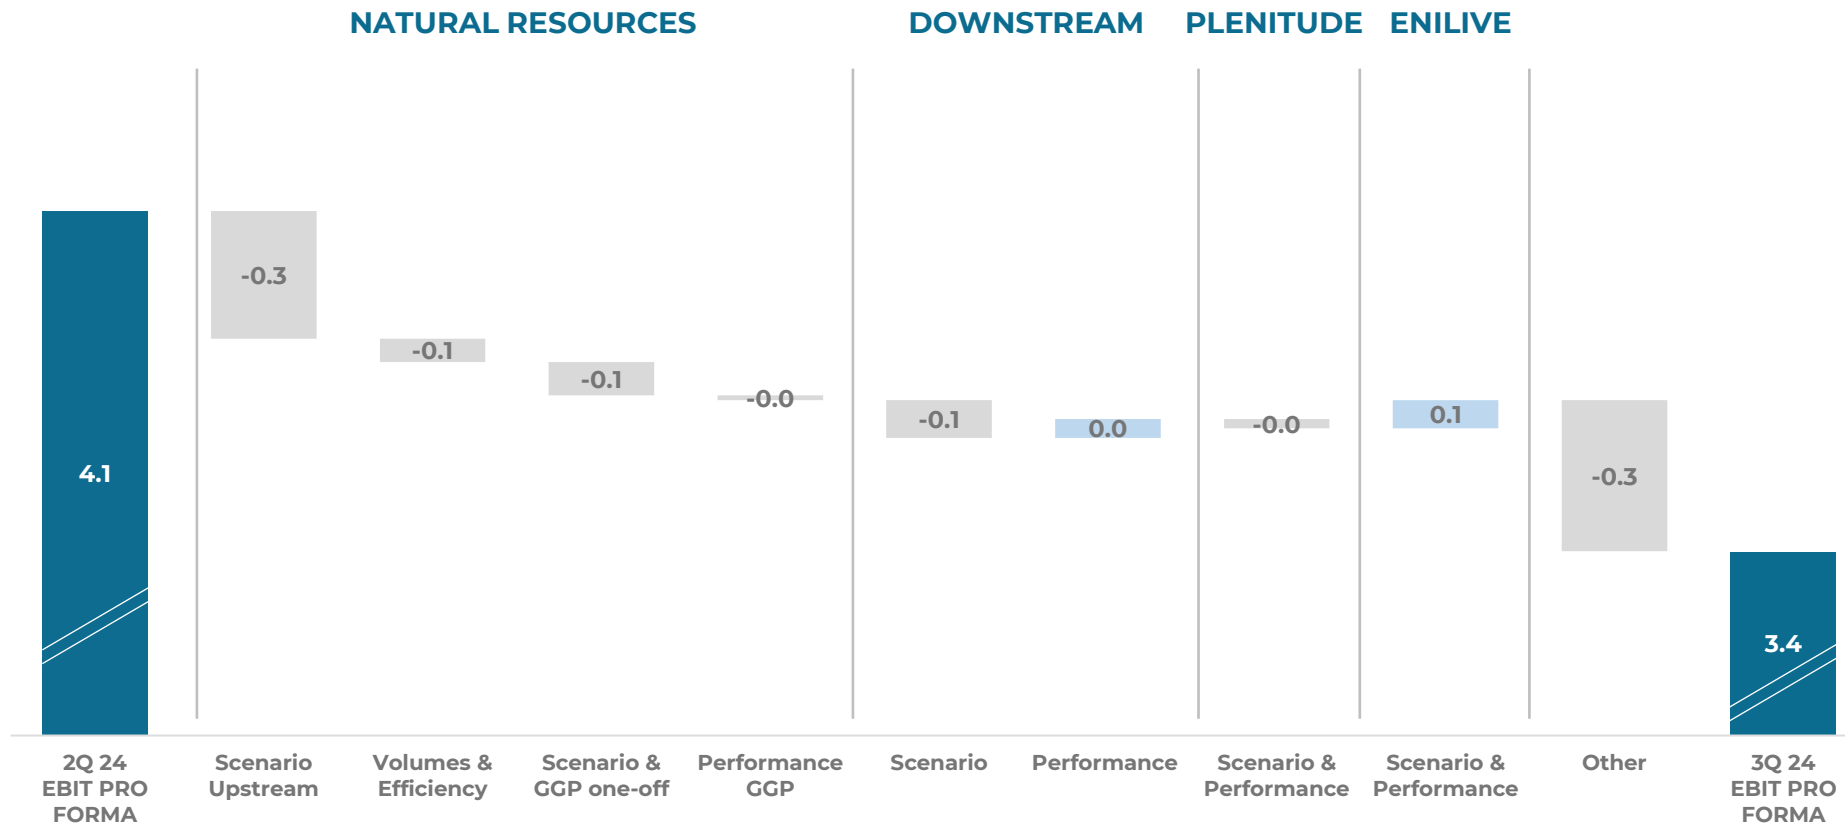 NATURAL RESOURCES
DOWNSTREAM
PLENITUDE
ENILIVE
4.1
-0.3
-0.1
-0.1
-0.0
-0.1
0.0
-0.0
0.1
-0.3
3.4
2Q 24
EBIT PRO
FORMA
Scenario
Upstream
Volumes &
Efficiency
Scenario &
GGP one-off
Performance
GGP
Scenario
Performance
Scenario &
Performance
Scenario &
Performance
Other
3Q 24
EBIT PRO
FORMA